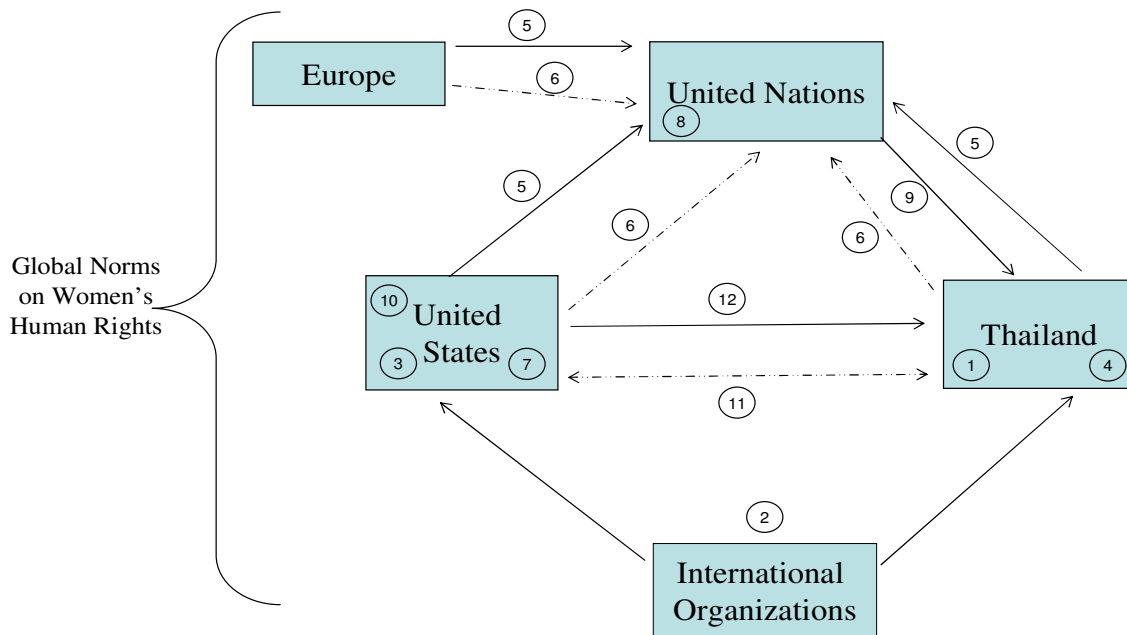 5
Europe
6
United Nations
8
5
5
9
6
6
Global Norms
on Women's
Human Rights
10
United
States
3
7
12
Thailand
1
4
11
2
International
Organizations